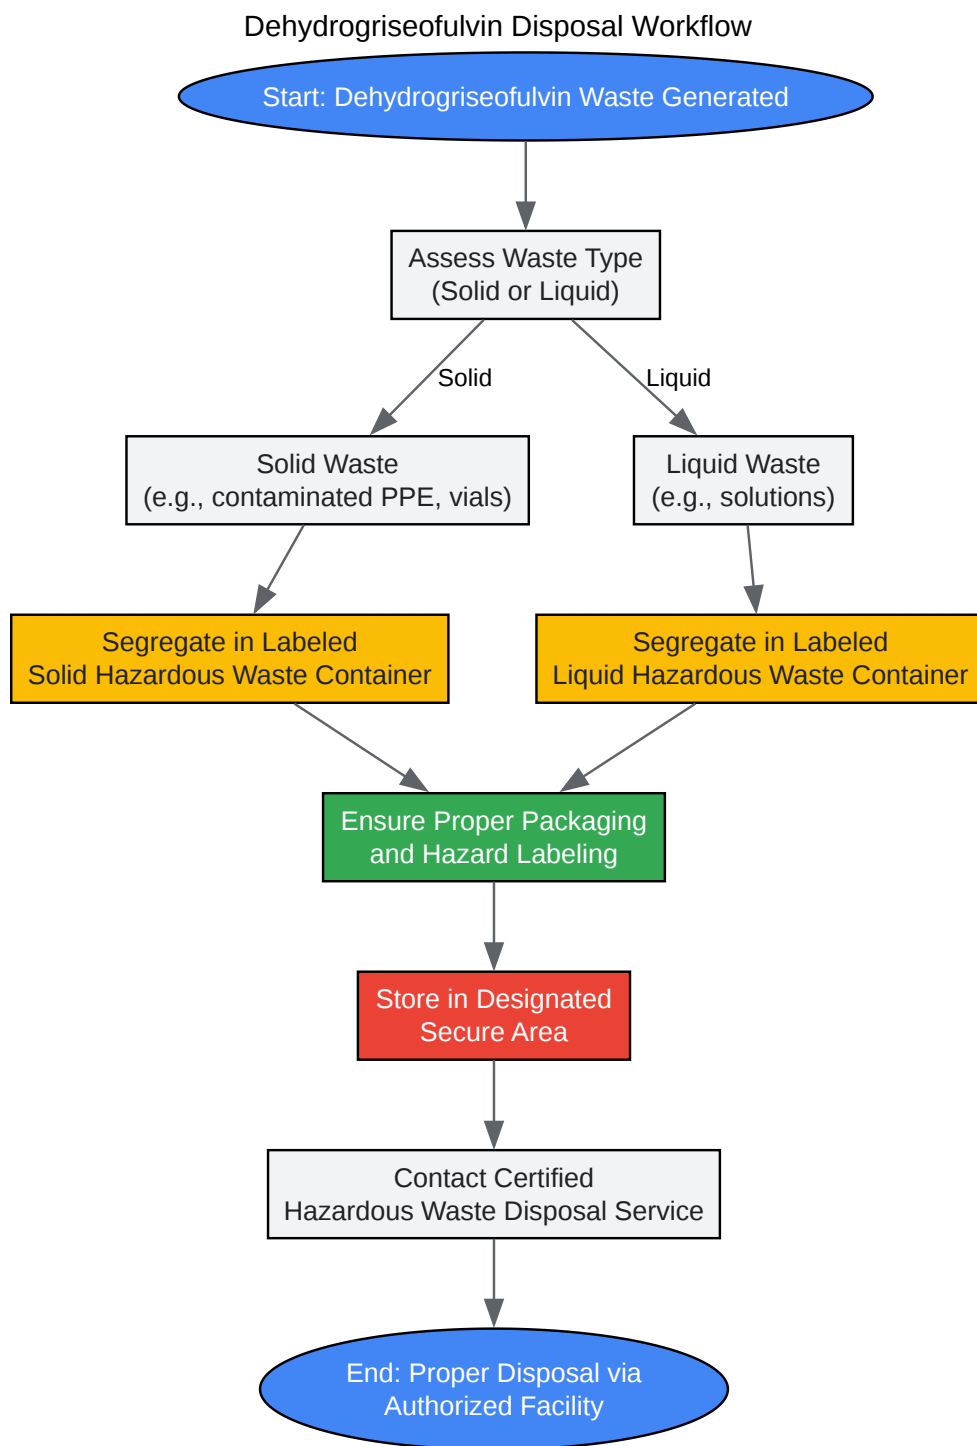 Dehydrogriseofulvin Disposal Workflow
Start: Dehydrogriseofulvin Waste Generated
Assess Waste Type
(Solid or Liquid)
Solid
Liquid
Solid Waste
(e.g., contaminated PPE, vials)
Liquid Waste
(e.g., solutions)
Segregate in Labeled
Solid Hazardous Waste Container
Segregate in Labeled
Liquid Hazardous Waste Container
Ensure Proper Packaging
and Hazard Labeling
Store in Designated
Secure Area
Contact Certified
Hazardous Waste Disposal Service
End: Proper Disposal via
Authorized Facility